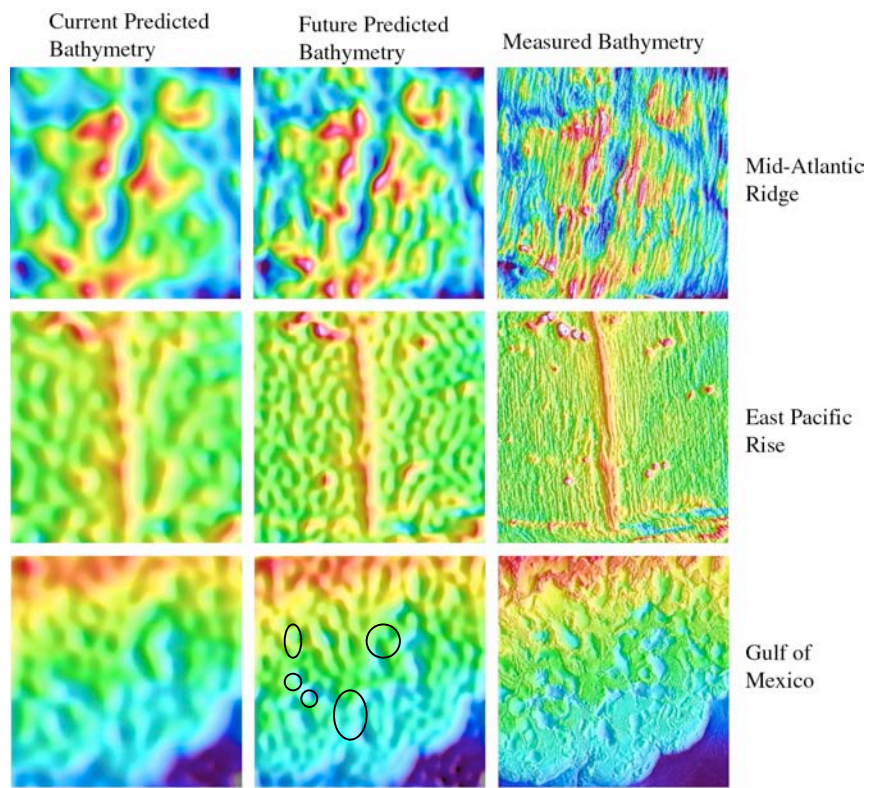 Current Predicted
Bathymetry
Future Predicted
Bathymetry
Measured Bathymetry
Mid-Atlantic
Ridge
East Pacific
Rise
Gulf of
Mexico